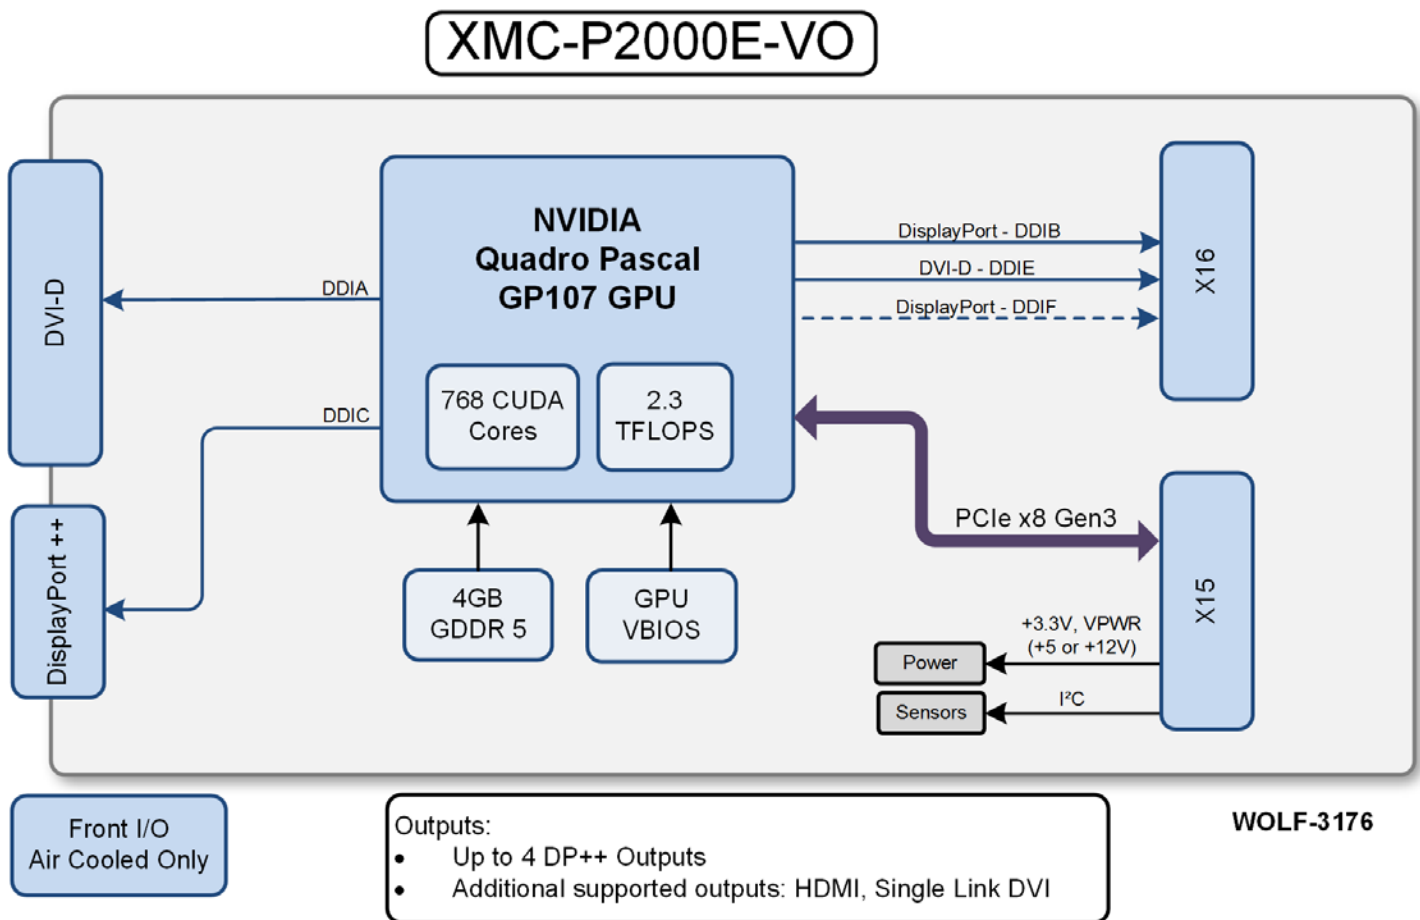 XMC-P2000E-VO
DVI-D
DisplayPort ++
DDIA
DDIC
NVIDIA
Quadro Pascal
GP107 GPU
768 CUDA
Cores
2.3
TFLOPS
4GB
GDDR 5
GPU
VBIOS
DisplayPort - DDIB
DVI-D - DDIE
DisplayPort - DDIF
X16
PCIe x8 Gen3
X15
+3.3V, VPWR
(+5 or +12V)
Power
I²C
Sensors
Front I/O
Air Cooled Only
Outputs:
• Up to 4 DP++ Outputs
• Additional supported outputs: HDMI, Single Link DVI
WOLF-3176